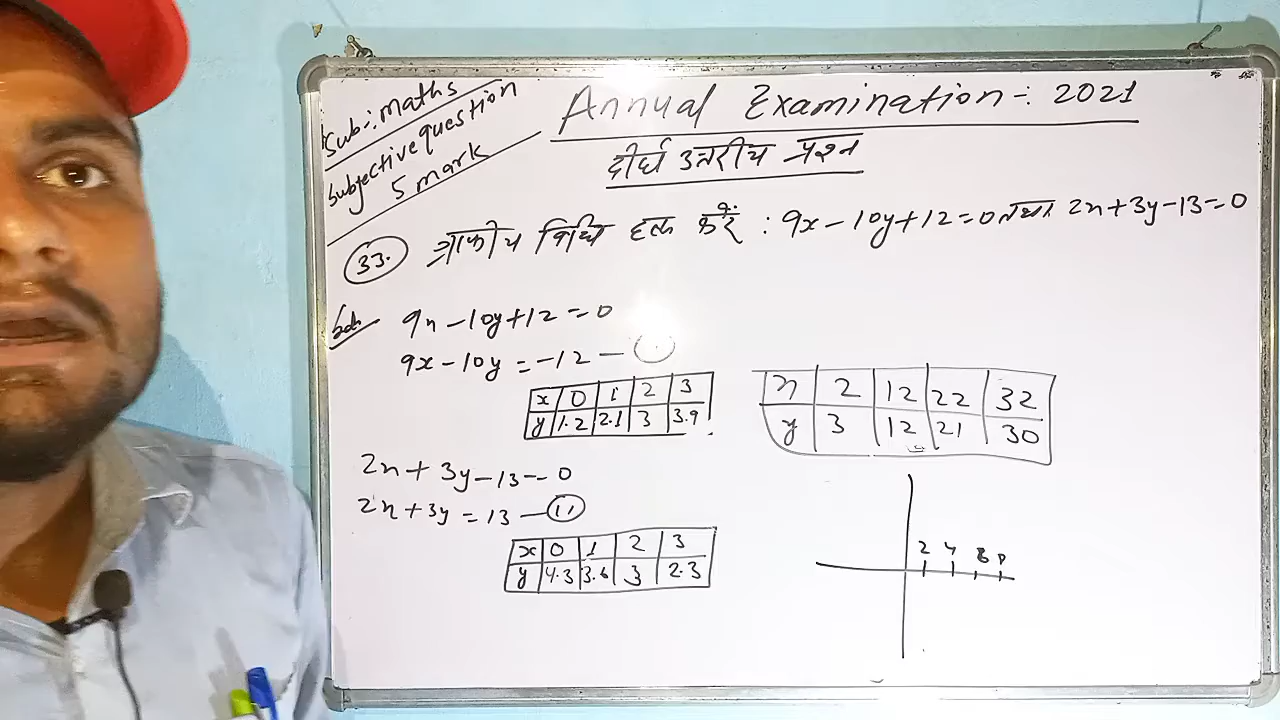 Sub:. Maths
Subjective question
5 mark
Annual Examination-: 2021
दीर्घ उत्तरीय प्रश्न
33. ग्राफीय विधि हल करें : 9x-10y+12=0 तथा 2x+3y-13=0
Soln 9x-10y+12=0
9x-10y=-12-
x 0 1 2 3
y 1.2 2.1 3 3.9
x 2 12 22 32
y 3 12 21 30
2x+3y-13=0
2x+3y=13-(ii)
x 0 1 2 3
y 4.3 3.6 3 2.3
2 4